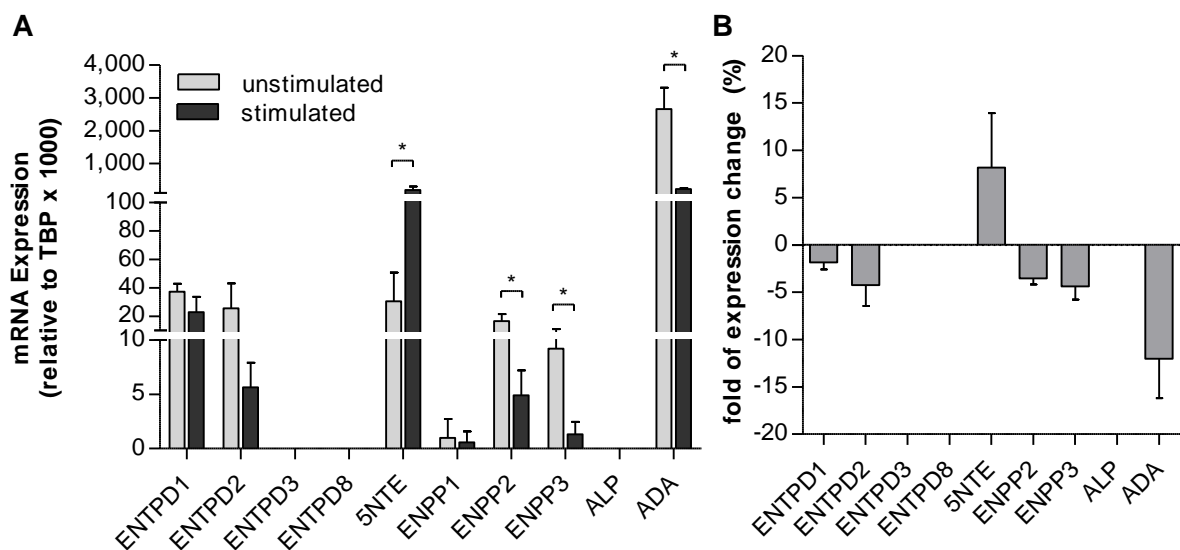 A
mRNA Expression
(relative to TBP x 1000)
4,000
3,000
2,000
1,000
100
80
60
40
20
10
5
0
unstimulated
stimulated
*
*
*
*
ENTPD1
ENTPD2
ENTPD3
ENTPD8
5NTE
ENPP1
ENPP2
ENPP3
ALP
ADA
B
fold of expression change (%)
20
15
10
5
0
-5
-10
-15
-20
ENTPD1
ENTPD2
ENTPD3
ENTPD8
5NTE
ENPP2
ENPP3
ALP
ADA